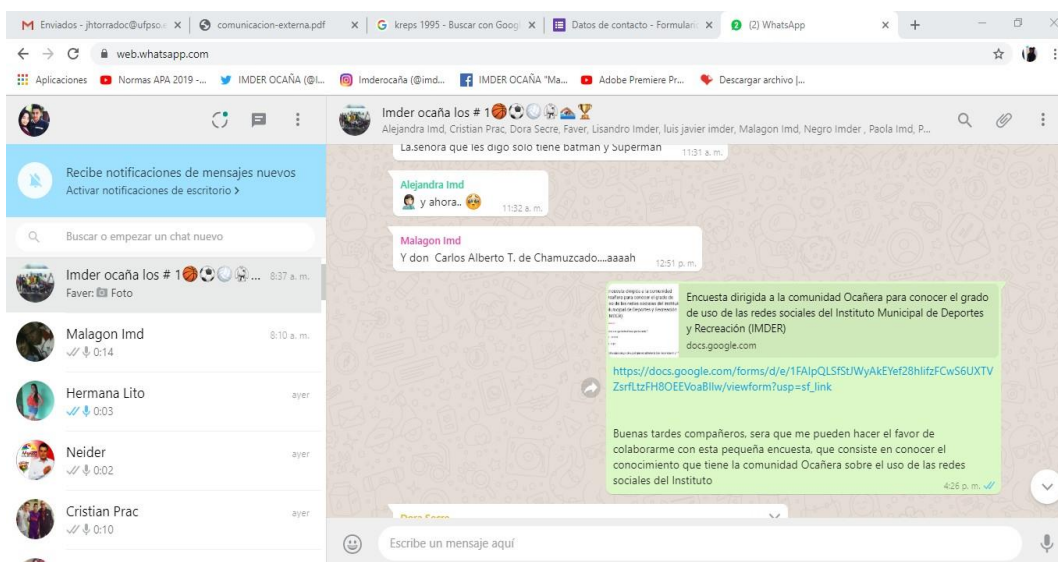 Enviados - jhtorradoc@ufpso.e
comunicacion-externa.pdf
kreps 1995 - Buscar con Googl
Datos de contacto - Formulario
(2) WhatsApp
web.whatsapp.com
Aplicaciones
Normas APA 2019 -...
IMDER OCAÑA (@I...
Imderocaña (@imd...
IMDER OCAÑA "Ma...
Adobe Premiere Pr...
Descargar archivo |...
Recibe notificaciones de mensajes nuevos
Activar notificaciones de escritorio >
Buscar o empezar un chat nuevo
Imder ocaña los # 1🏀⚽... 8:37 a. m.
Faver: Foto
Malagon Imd 8:10 a. m.
0:14
Hermana Lito ayer
0:03
Neider ayer
0:02
Cristian Prac ayer
0:10
Imder ocaña los # 1🏀⚽🏆
Alejandra Imd, Cristian Prac, Dora Secre, Faver, Lisandro Imder, luis javier imder, Malagon Imd, Negro Imder , Paola Imd, P...
La.señora que les digo solo tiene batman y Superman 11:31 a. m.
Alejandra Imd
y ahora.. 11:32 a. m.
Malagon Imd
Y don Carlos Alberto T. de Chamuzcado....aaaah 12:51 p. m.
Encuesta dirigida a la comunidad Ocañera para conocer el grado
de uso de las redes sociales del Instituto Municipal de Deportes
y Recreación (IMDER)
docs.google.com
https://docs.google.com/forms/d/e/1FAIpQLSfStJWyAkEYef28hlifzFCwS6UXTV
ZsrfLtzFH8OEEVoaBIIw/viewform?usp=sf_link
Buenas tardes compañeros, sera que me pueden hacer el favor de
colaborarme con esta pequeña encuesta, que consiste en conocer el
conocimiento que tiene la comunidad Ocañera sobre el uso de las redes
sociales del Instituto
4:26 p. m.
Dora Secre
Escribe un mensaje aquí